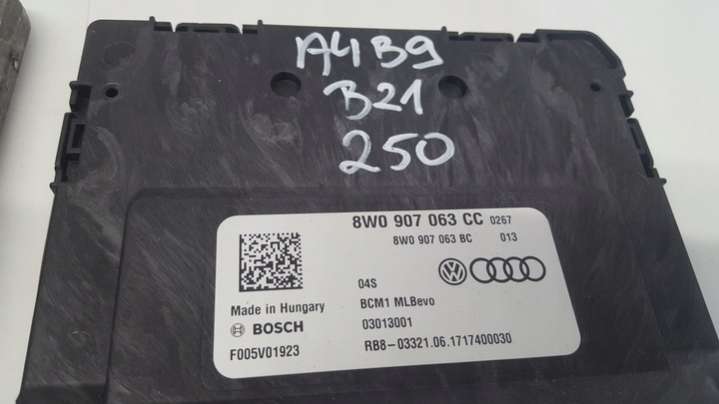 A4B9
B21
250
8W0 907 063 CC 0267
8W0 907 063 BC 013
04S
BCM1 MLBevo
Made in Hungary
BOSCH
03013001
F005V01923
RB8-03321.06.1717400030